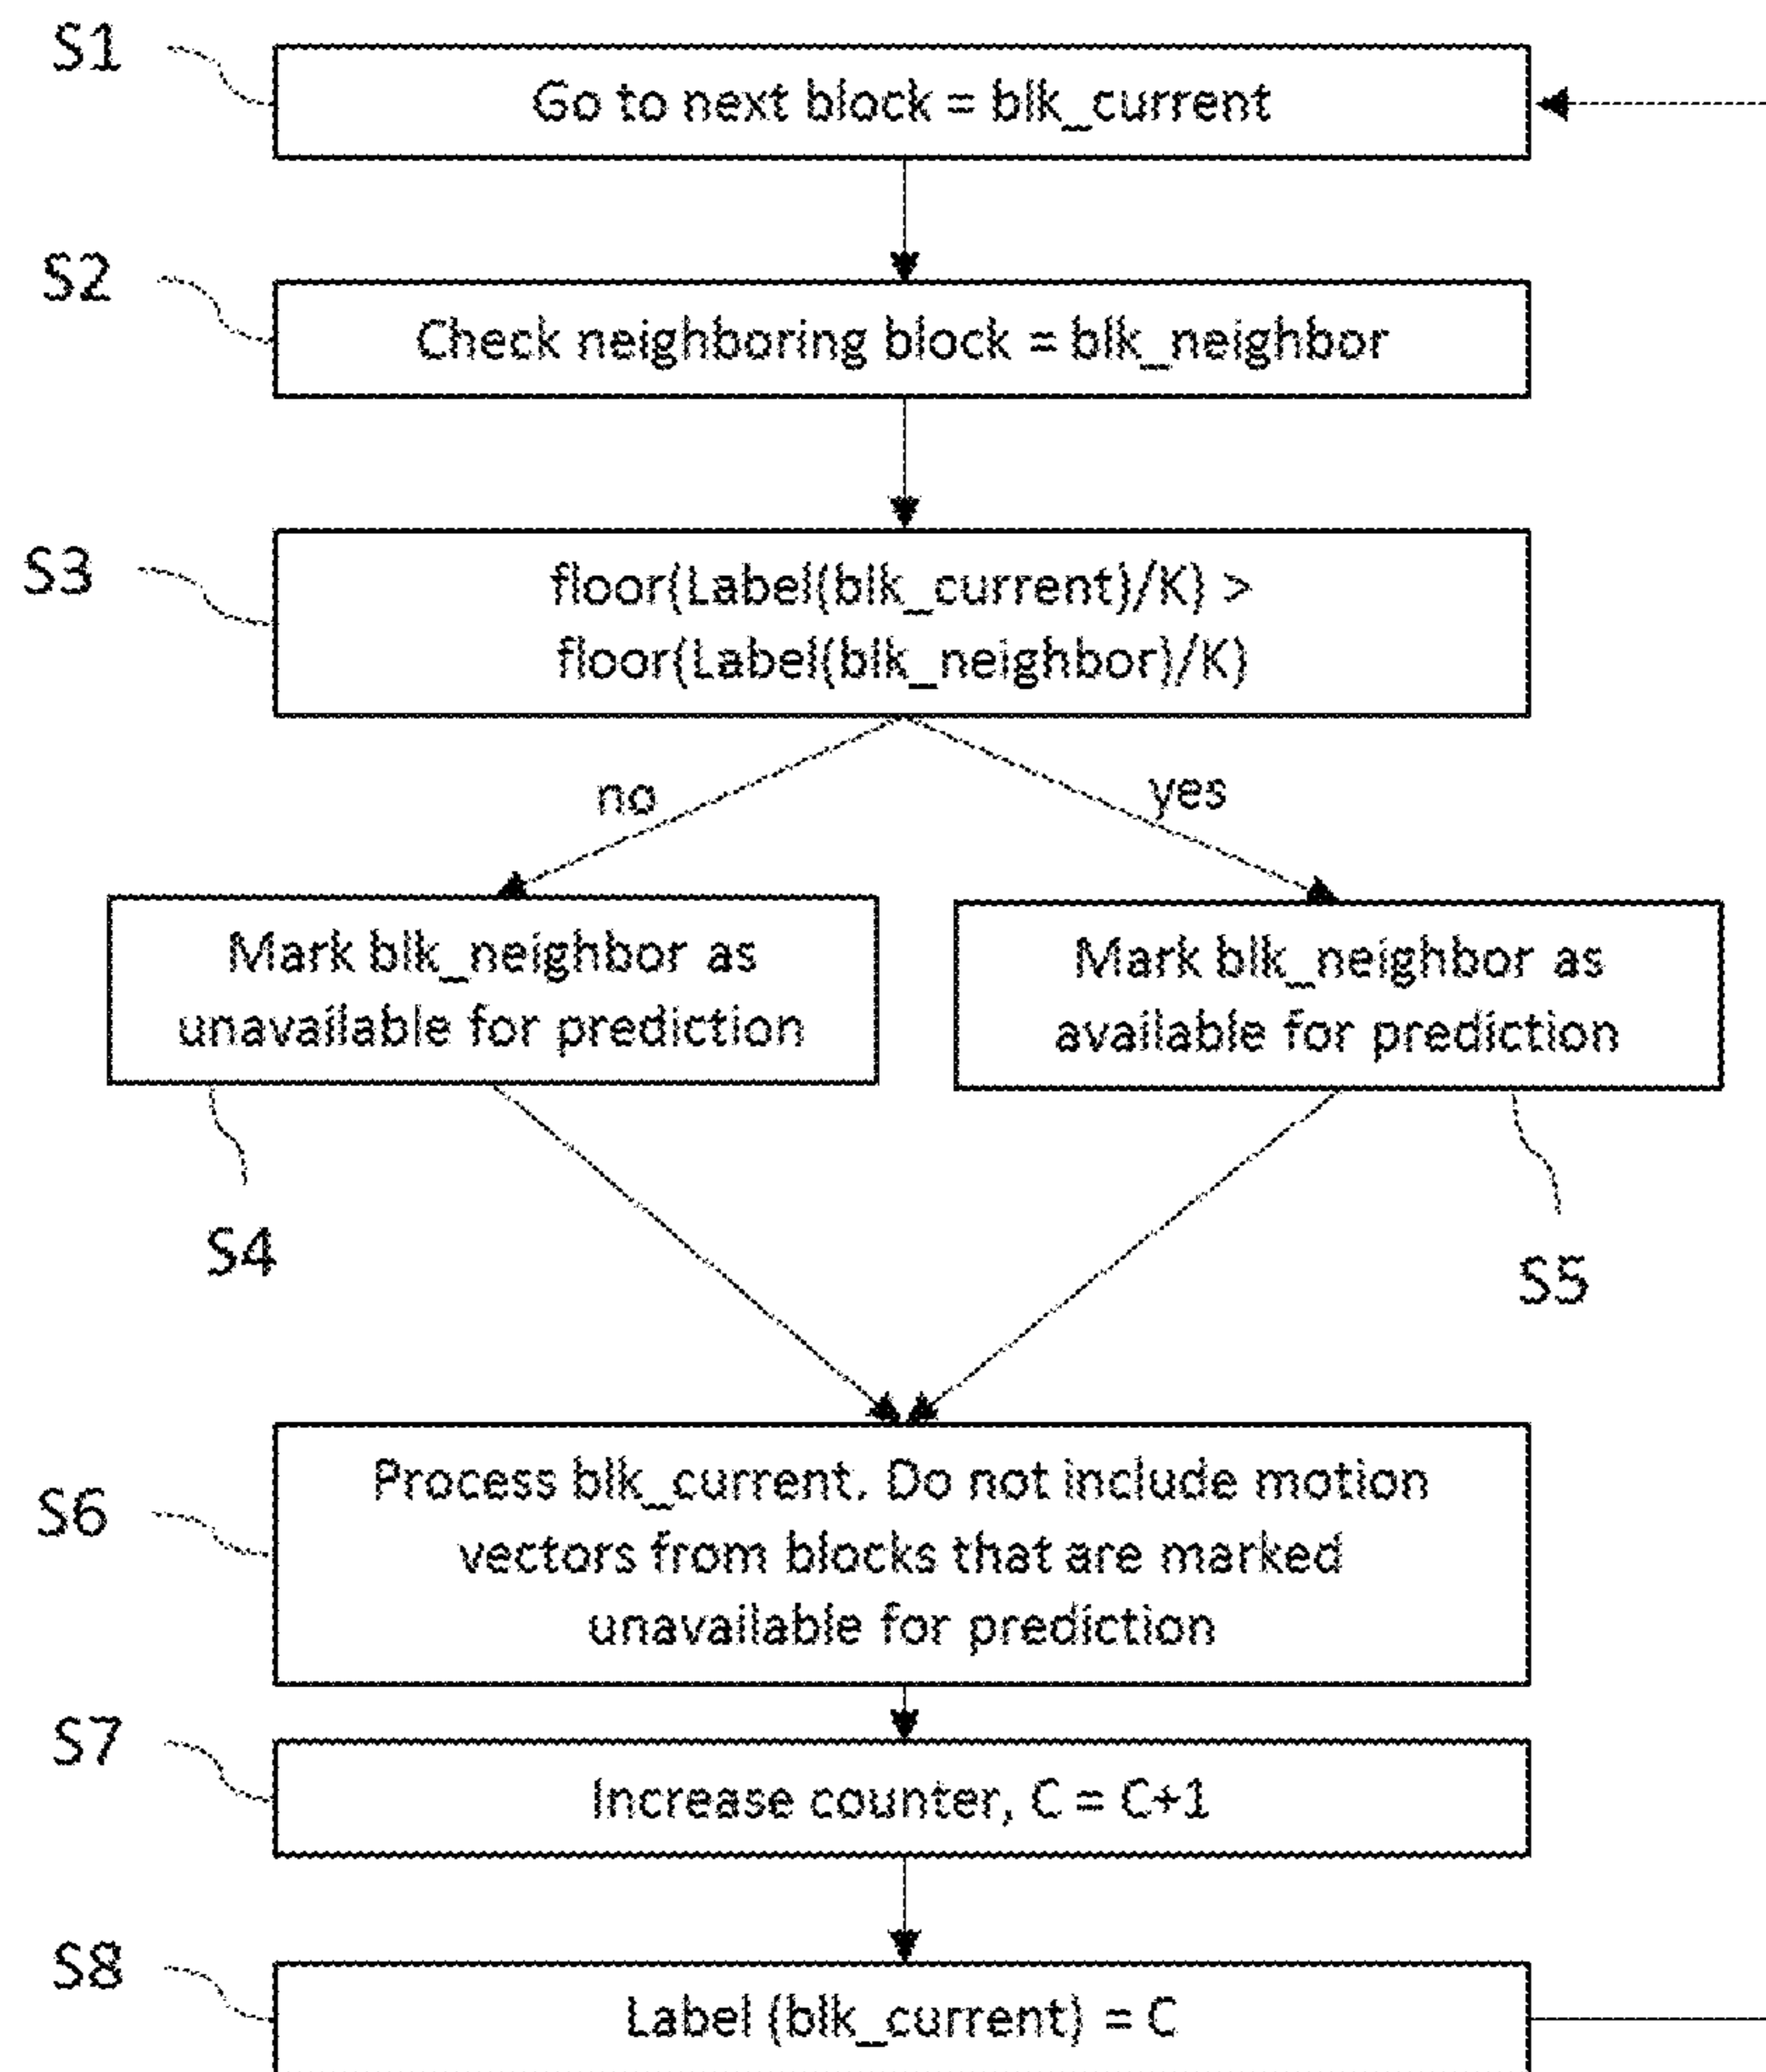 S1
Go to next block = blk_current
S2
Check neighboring block = blk_neighbor
S3
floor(Label(blk_current)/K) >
floor(Label(blk_neighbor)/K)
no
yes
Mark blk_neighbor as
unavailable for prediction
Mark blk_neighbor as
available for prediction
S4
S5
S6
Process blk_current. Do not include motion
vectors from blocks that are marked
unavailable for prediction
S7
Increase counter, C = C+1
S8
Label (blk_current) = C